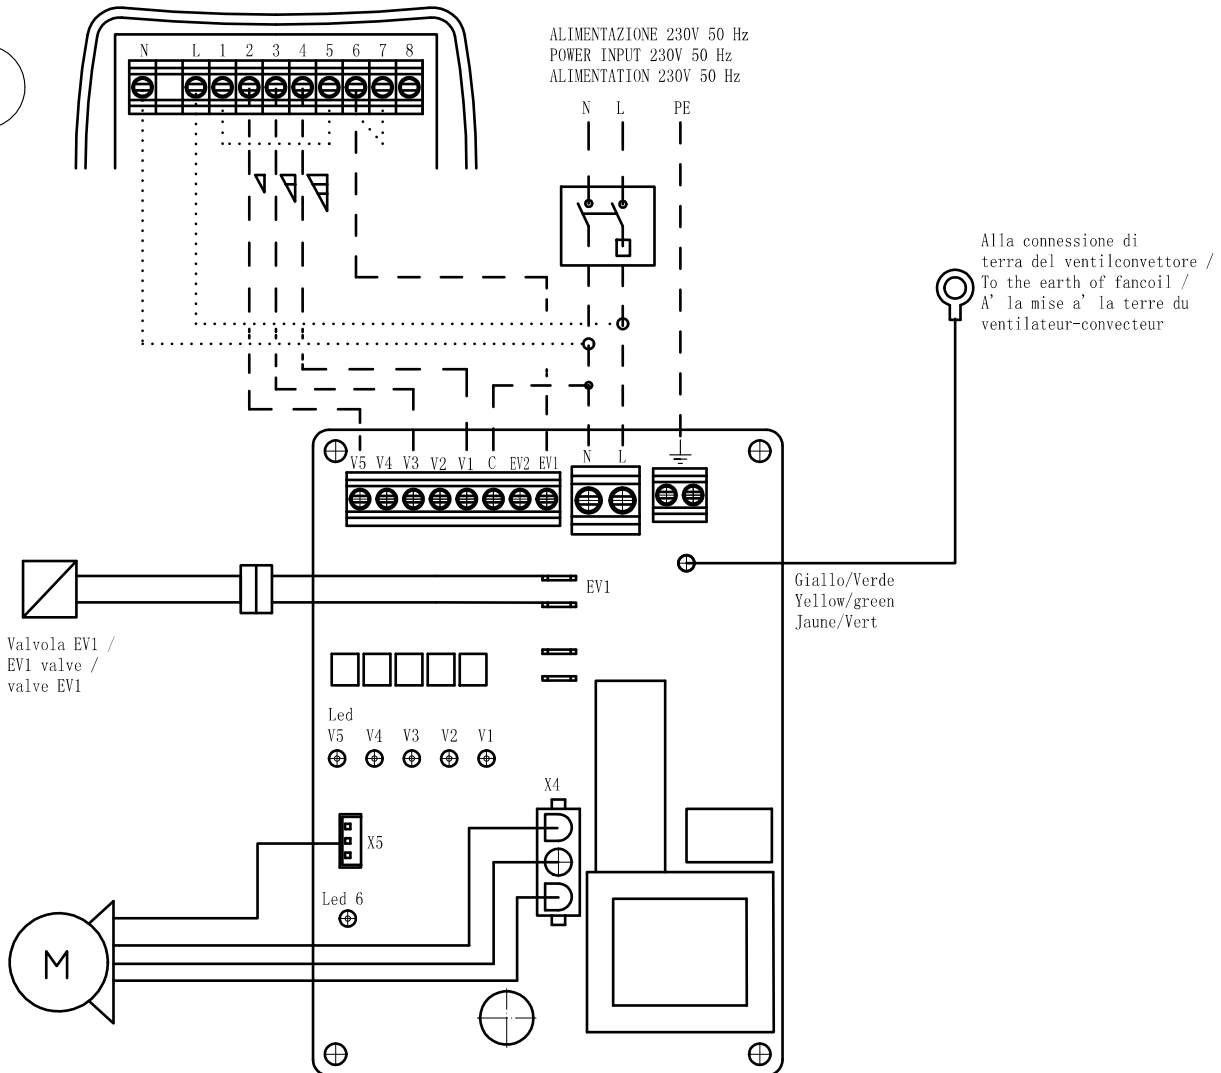 ALIMENTAZIONE 230V 50 Hz
POWER INPUT 230V 50 Hz
ALIMENTATION 230V 50 Hz
N L 1 2 3 4 5 6 7 8
N L PE
Alla connessione di
terra del ventilconvettore /
To the earth of fancoil /
A' la mise a' la terre du
ventilateur-convecteur
V5 V4 V3 V2 V1 C EV2 EV1 N L
EV1
Giallo/Verde
Yellow/green
Jaune/Vert
Valvola EV1 /
EV1 valve /
valve EV1
Led
V5 V4 V3 V2 V1
X4
X5
Led 6
M